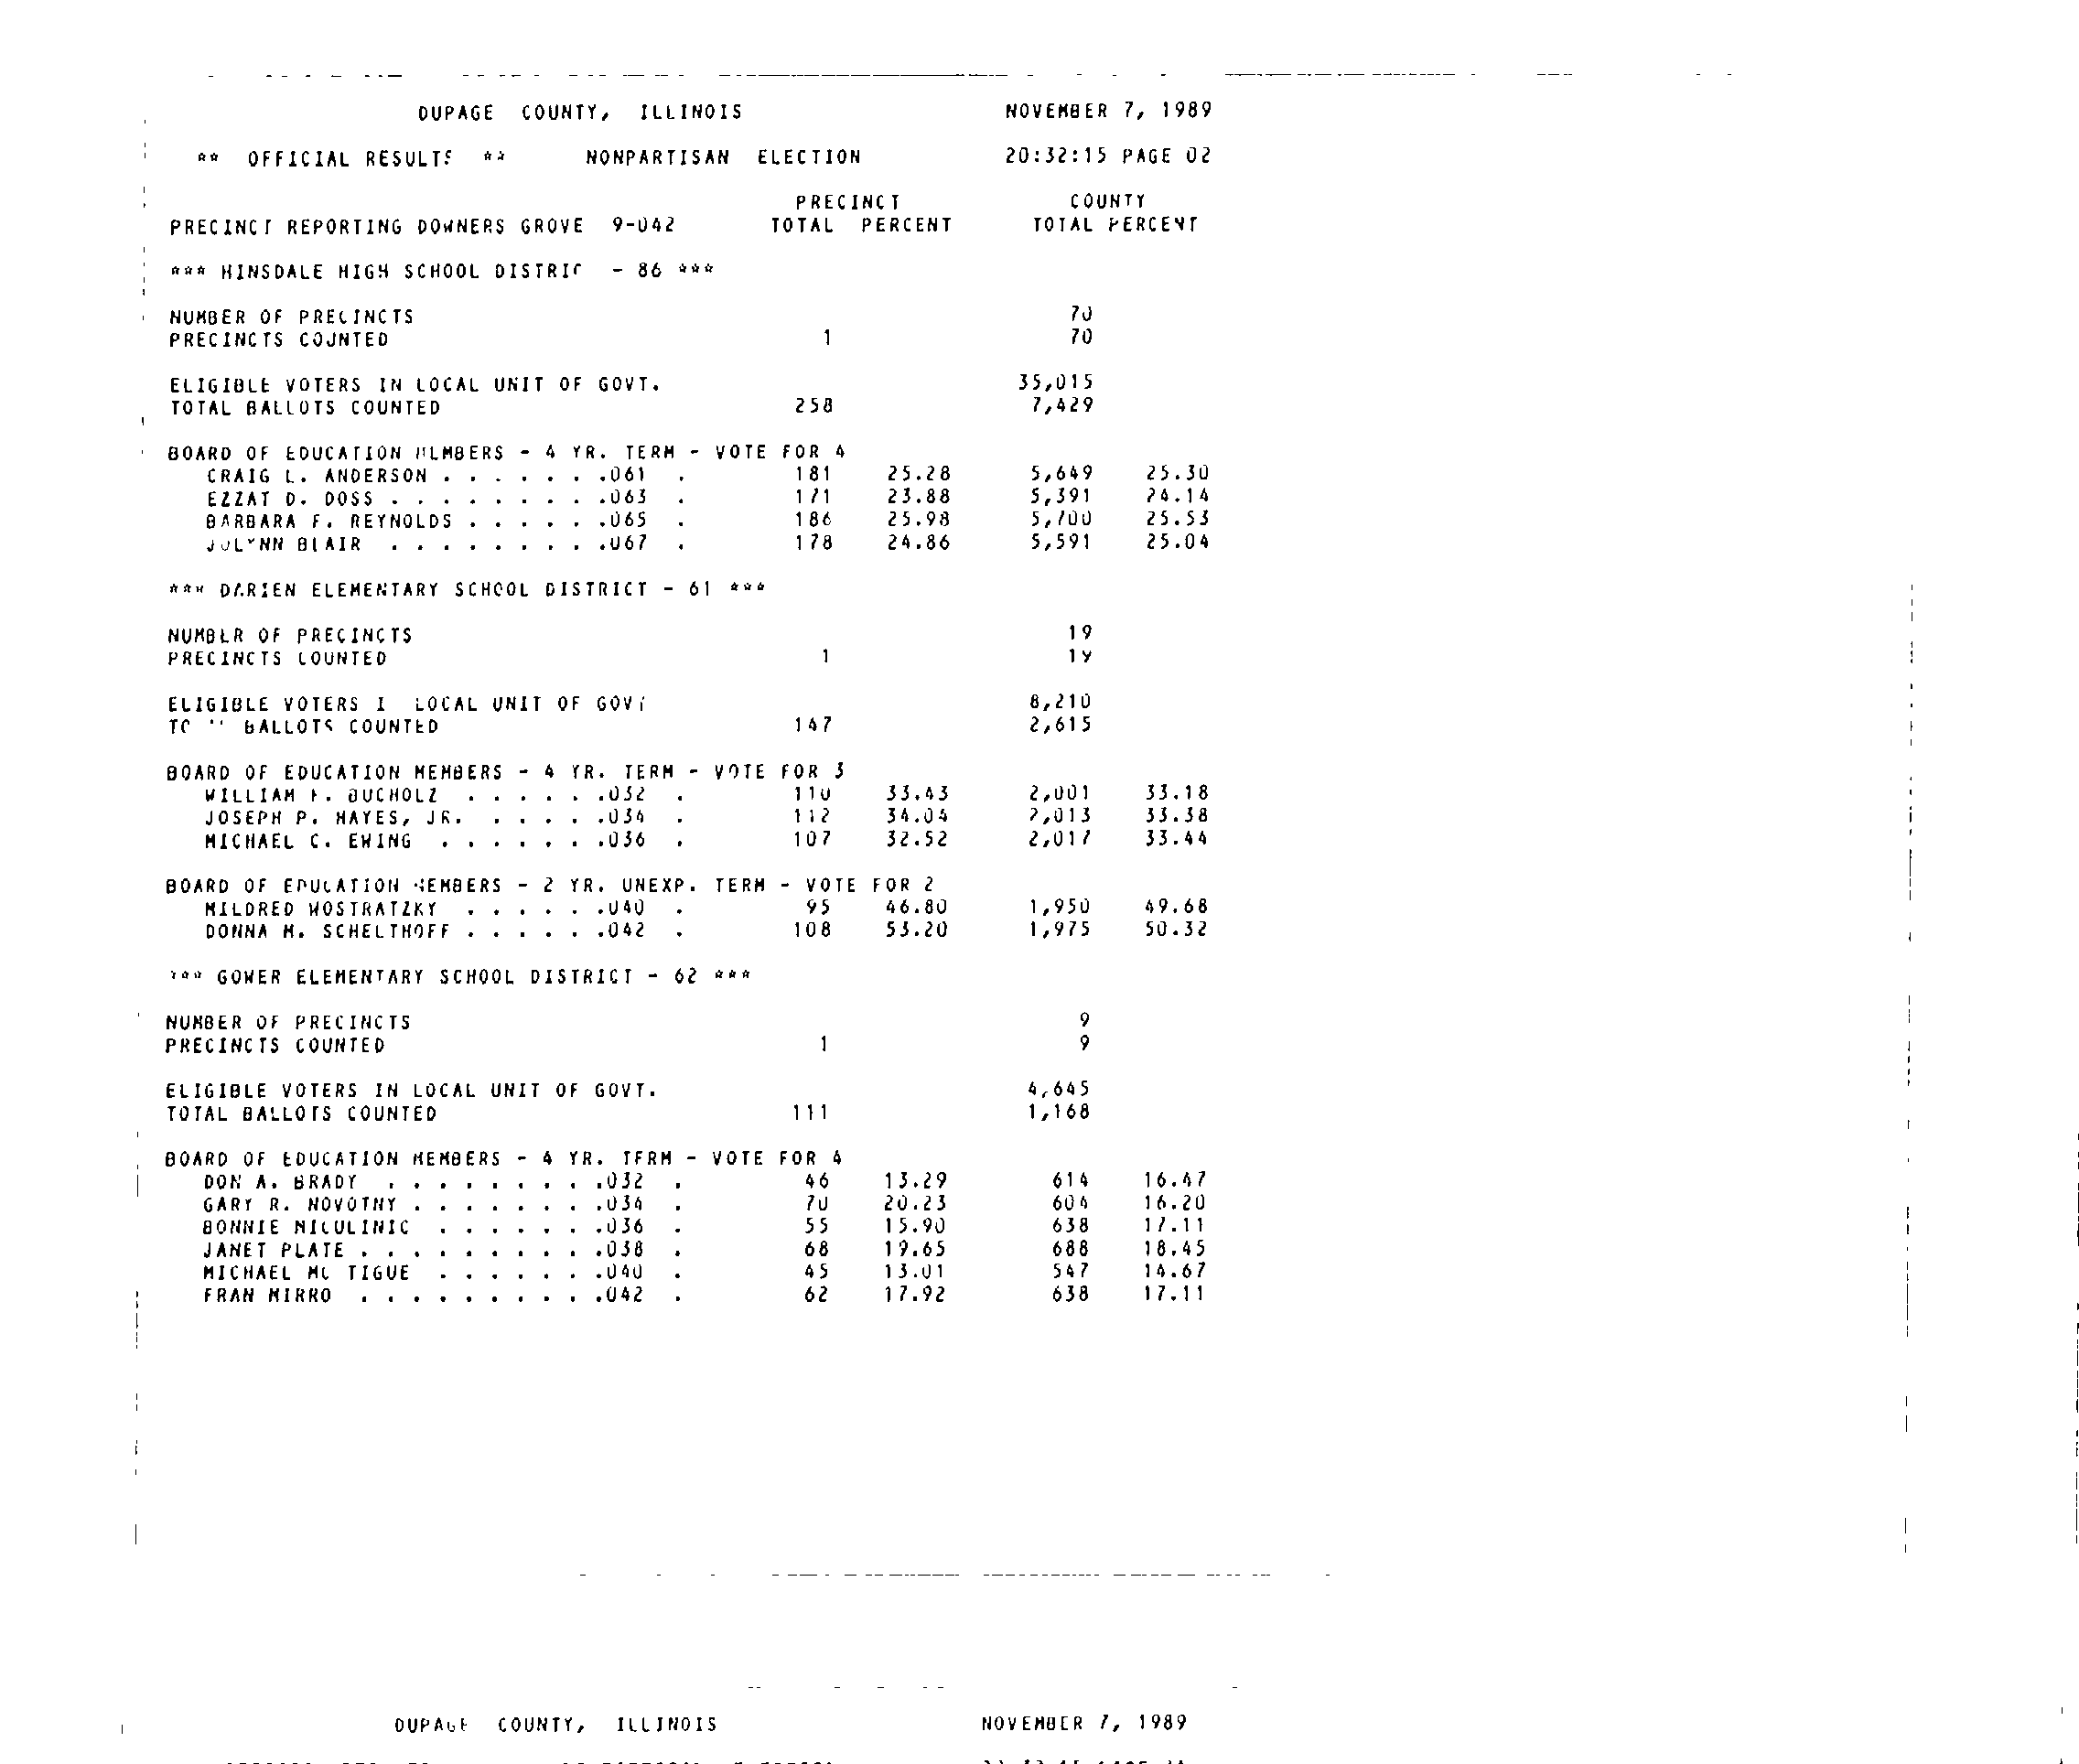 DUPAGE COUNTY, ILLINOIS NOVEMBER 7, 1989
** OFFICIAL RESULTS ** NONPARTISAN ELECTION 20:32:15 PAGE 02
PRECINCT COUNTY
PRECINCT REPORTING DOWNERS GROVE 9-042 TOTAL PERCENT TOTAL PERCENT
*** HINSDALE HIGH SCHOOL DISTRIC - 86 ***
NUMBER OF PRECINCTS 70
PRECINCTS COUNTED 1 70
ELIGIBLE VOTERS IN LOCAL UNIT OF GOVT. 35,015
TOTAL BALLOTS COUNTED 258 7,429
BOARD OF EDUCATION MEMBERS - 4 YR. TERM - VOTE FOR 4
CRAIG L. ANDERSON . . . . . . .061 . 181 25.28 5,649 25.30
EZZAT D. DOSS . . . . . . . . .063 . 171 23.88 5,391 24.14
BARBARA F. REYNOLDS . . . . . .065 . 186 25.98 5,700 25.53
JOLYNN BLAIR . . . . . . . . .067 . 178 24.86 5,591 25.04
*** DARIEN ELEMENTARY SCHOOL DISTRICT - 61 ***
NUMBER OF PRECINCTS 19
PRECINCTS COUNTED 1 19
ELIGIBLE VOTERS I LOCAL UNIT OF GOVT 8,210
BALLOTS COUNTED 147 2,615
BOARD OF EDUCATION MEMBERS - 4 YR. TERM - VOTE FOR 3
WILLIAM BUCHOLZ . . . . . .032 . 110 33.43 2,001 33.18
JOSEPH P. HAYES, JR. . . . . .034 . 112 34.04 2,013 33.38
MICHAEL C. EWING . . . . . . .036 . 107 32.52 2,017 33.44
BOARD OF EDUCATION MEMBERS - 2 YR. UNEXP. TERM - VOTE FOR 2
MILDRED WOSTRATZKY . . . . . .040 . 95 46.80 1,950 49.68
DONNA M. SCHELTHOFF . . . . . .042 . 108 53.20 1,975 50.32
*** GOWER ELEMENTARY SCHOOL DISTRICT - 62 ***
NUMBER OF PRECINCTS 9
PRECINCTS COUNTED 1 9
ELIGIBLE VOTERS IN LOCAL UNIT OF GOVT. 4,645
TOTAL BALLOTS COUNTED 111 1,168
BOARD OF EDUCATION MEMBERS - 4 YR. TERM - VOTE FOR 4
DON A. BRADY . . . . . . . . .032 . 46 13.29 614 16.47
GARY R. NOVOTNY . . . . . . . .034 . 70 20.23 604 16.20
BONNIE NICULINIC . . . . . . .036 . 55 15.90 638 17.11
JANET PLATE . . . . . . . . . .038 . 68 19.65 688 18.45
MICHAEL MC TIGUE . . . . . . .040 . 45 13.01 547 14.67
FRAN MIRRO . . . . . . . . . .042 . 62 17.92 638 17.11
DUPAGE COUNTY, ILLINOIS NOVEMBER 7, 1989